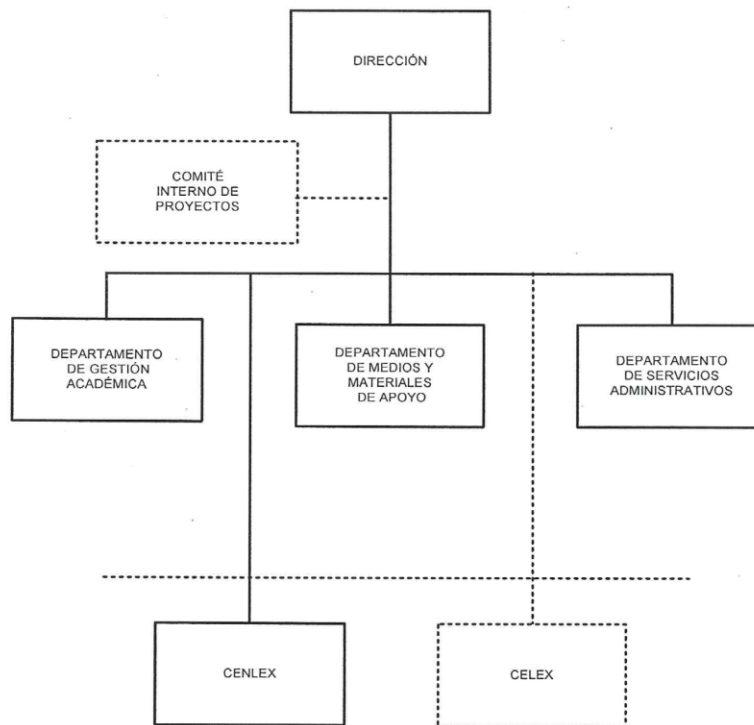 DIRECCIÓN
COMITÉ
INTERNO DE
PROYECTOS
DEPARTAMENTO
DE GESTIÓN
ACADÉMICA
DEPARTAMENTO
DE MEDIOS Y
MATERIALES
DE APOYO
DEPARTAMENTO
DE SERVICIOS
ADMINISTRATIVOS
CENLEX
CELEX